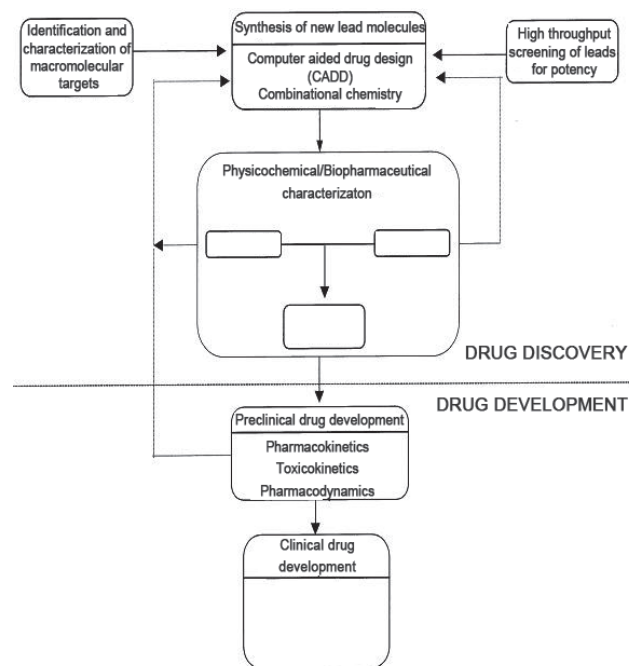 Identification and
characterization of
macromolecular
targets
Synthesis of new lead molecules
Computer aided drug design
(CADD)
Combinational chemistry
High throughput
screening of leads
for potency
Physicochemical/Biopharmaceutical
characterizaton
DRUG DISCOVERY
DRUG DEVELOPMENT
Preclinical drug development
Pharmacokinetics
Toxicokinetics
Pharmacodynamics
Clinical drug
development